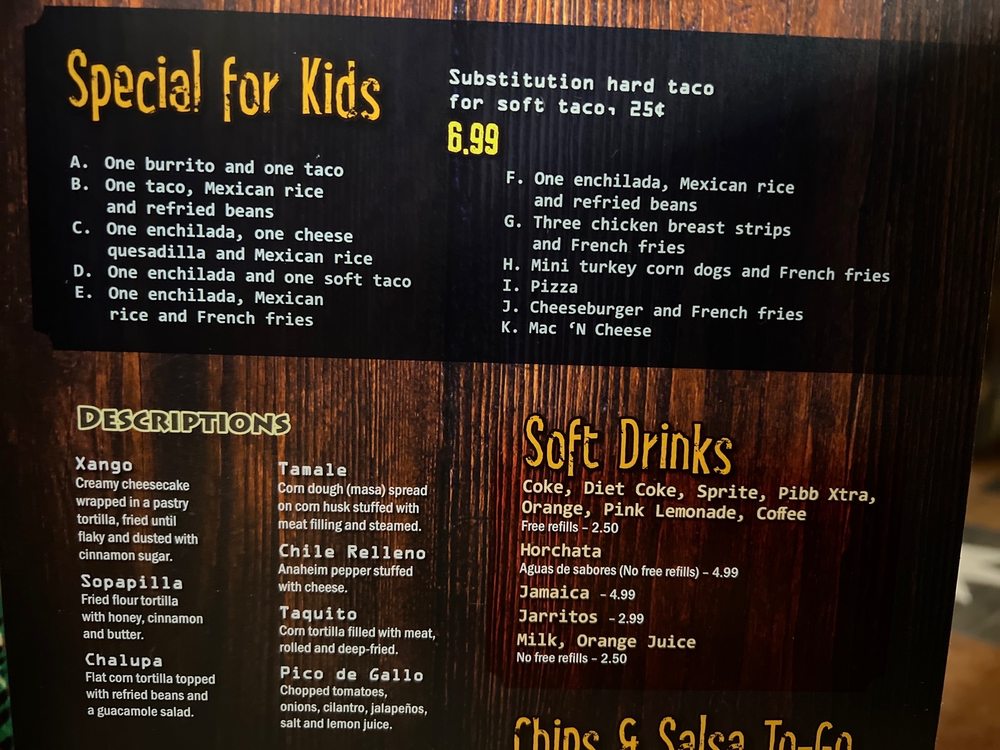 Special for Kids
Substitution hard taco
for soft taco, 25¢
6.99
A. One burrito and one taco
B. One taco, Mexican rice
and refried beans
C. One enchilada, one cheese
quesadilla and Mexican rice
D. One enchilada and one soft taco
E. One enchilada, Mexican
rice and French fries
F. One enchilada, Mexican rice
and refried beans
G. Three chicken breast strips
and French fries
H. Mini turkey corn dogs and French fries
I. Pizza
J. Cheeseburger and French fries
K. Mac ‘N Cheese
DESCRIPTIONS
Xango
Creamy cheesecake
wrapped in a pastry
tortilla, fried until
flaky and dusted with
cinnamon sugar.
Sopapilla
Fried flour tortilla
with honey, cinnamon
and butter.
Chalupa
Flat corn tortilla topped
with refried beans and
a guacamole salad.
Tamale
Corn dough (masa) spread
on corn husk stuffed with
meat filling and steamed.
Chile Relleno
Anaheim pepper stuffed
with cheese.
Taquito
Corn tortilla filled with meat,
rolled and deep-fried.
Pico de Gallo
Chopped tomatoes,
onions, cilantro, jalapeños,
salt and lemon juice.
Soft Drinks
Coke, Diet Coke, Sprite, Pibb Xtra,
Orange, Pink Lemonade, Coffee
Free refills – 2.50
Horchata
Aguas de sabores (No free refills) – 4.99
Jamaica – 4.99
Jarritos – 2.99
Milk, Orange Juice
No free refills – 2.50
Chips & Salsa To-Go